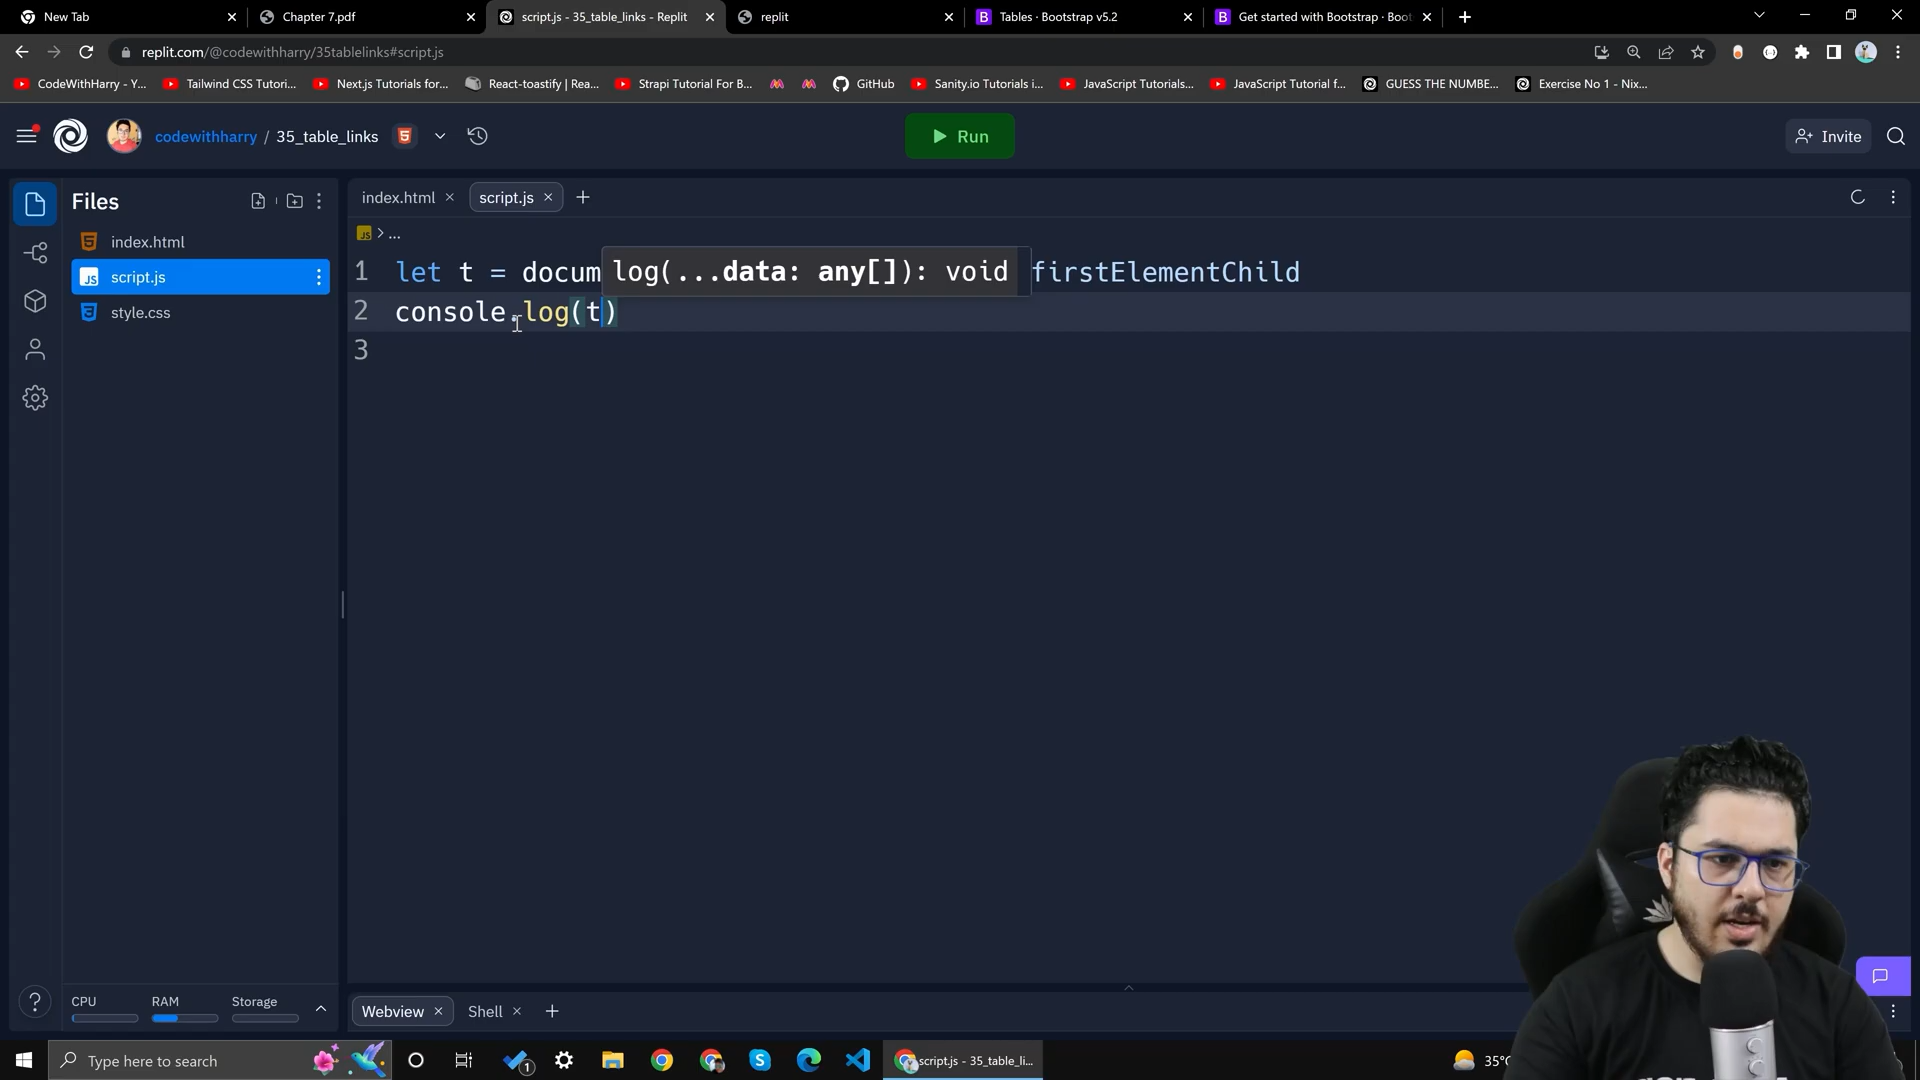 New Tab
Chapter 7.pdf
script.js - 35_table_links - Replit
replit
Tables · Bootstrap v5.2
Get started with Bootstrap · Boot
replit.com/@codewithharry/35tablelinks#script.js
CodeWithHarry - Y...
Tailwind CSS Tutori...
Next.js Tutorials for...
React-toastify | Rea...
Strapi Tutorial For B...
GitHub
Sanity.io Tutorials i...
JavaScript Tutorials...
JavaScript Tutorial f...
GUESS THE NUMBE...
Exercise No 1 - Nix...
codewithharry / 35_table_links
Run
Invite
Files
index.html
script.js
style.css
index.html
script.js
JS > ...
1 let t = docum
log(...data: any[]): void
firstElementChild
2 console.log(t)
3
CPU
RAM
Storage
Webview
Shell
Type here to search
1
script.js - 35_table_li...
35°